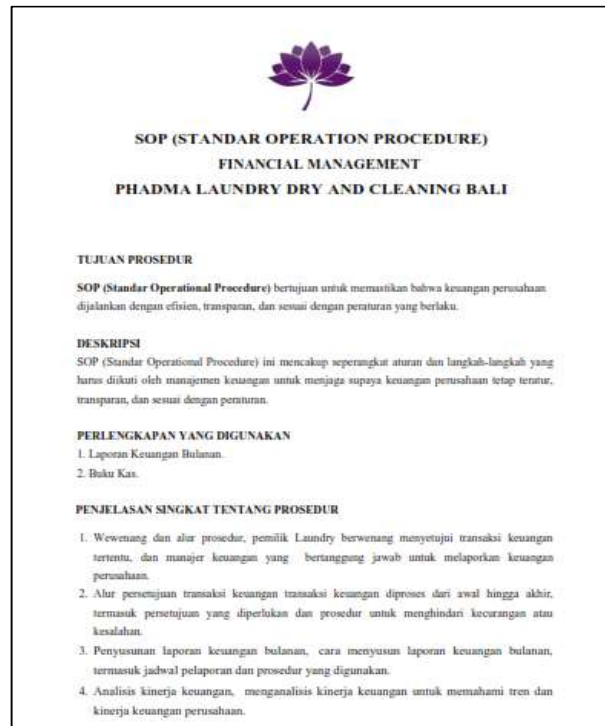 SOP (STANDAR OPERATION PROCEDURE)
FINANCIAL MANAGEMENT
PHADMA LAUNDRY DRY AND CLEANING BALI
TUJUAN PROSEDUR
SOP (Standar Operational Procedure) bertujuan untuk memastikan bahwa keuangan perusahaan
dijalankan dengan efisien, transparan, dan sesuai dengan peraturan yang berlaku.
DESKRIPSI
SOP (Standar Operational Procedure) ini mencakup seperangkat aturan dan langkah-langkah yang
harus diikuti oleh manajemen keuangan untuk menjaga supaya keuangan perusahaan tetap teratur,
transparan, dan sesuai dengan peraturan.
PERLENGKAPAN YANG DIGUNAKAN
1. Laporan Keuangan Bulanan.
2. Buku Kas.
PENJELASAN SINGKAT TENTANG PROSEDUR
1. Wewenang dan alur prosedur, pemilik Laundry berwenang menyetujui transaksi keuangan
tertentu, dan manajer keuangan yang bertanggung jawab untuk melaporkan keuangan
perusahaan.
2. Alur persetujuan transaksi keuangan transaksi keuangan diproses dari awal hingga akhir,
termasuk persetujuan yang diperlukan dan prosedur untuk menghindari kecurangan atau
kesalahan.
3. Penyusunan laporan keuangan bulanan, cara menyusun laporan keuangan bulanan,
termasuk jadwal pelaporan dan prosedur yang digunakan.
4. Analisis kinerja keuangan, menganalisis kinerja keuangan untuk memahami tren dan
kinerja keuangan perusahaan.